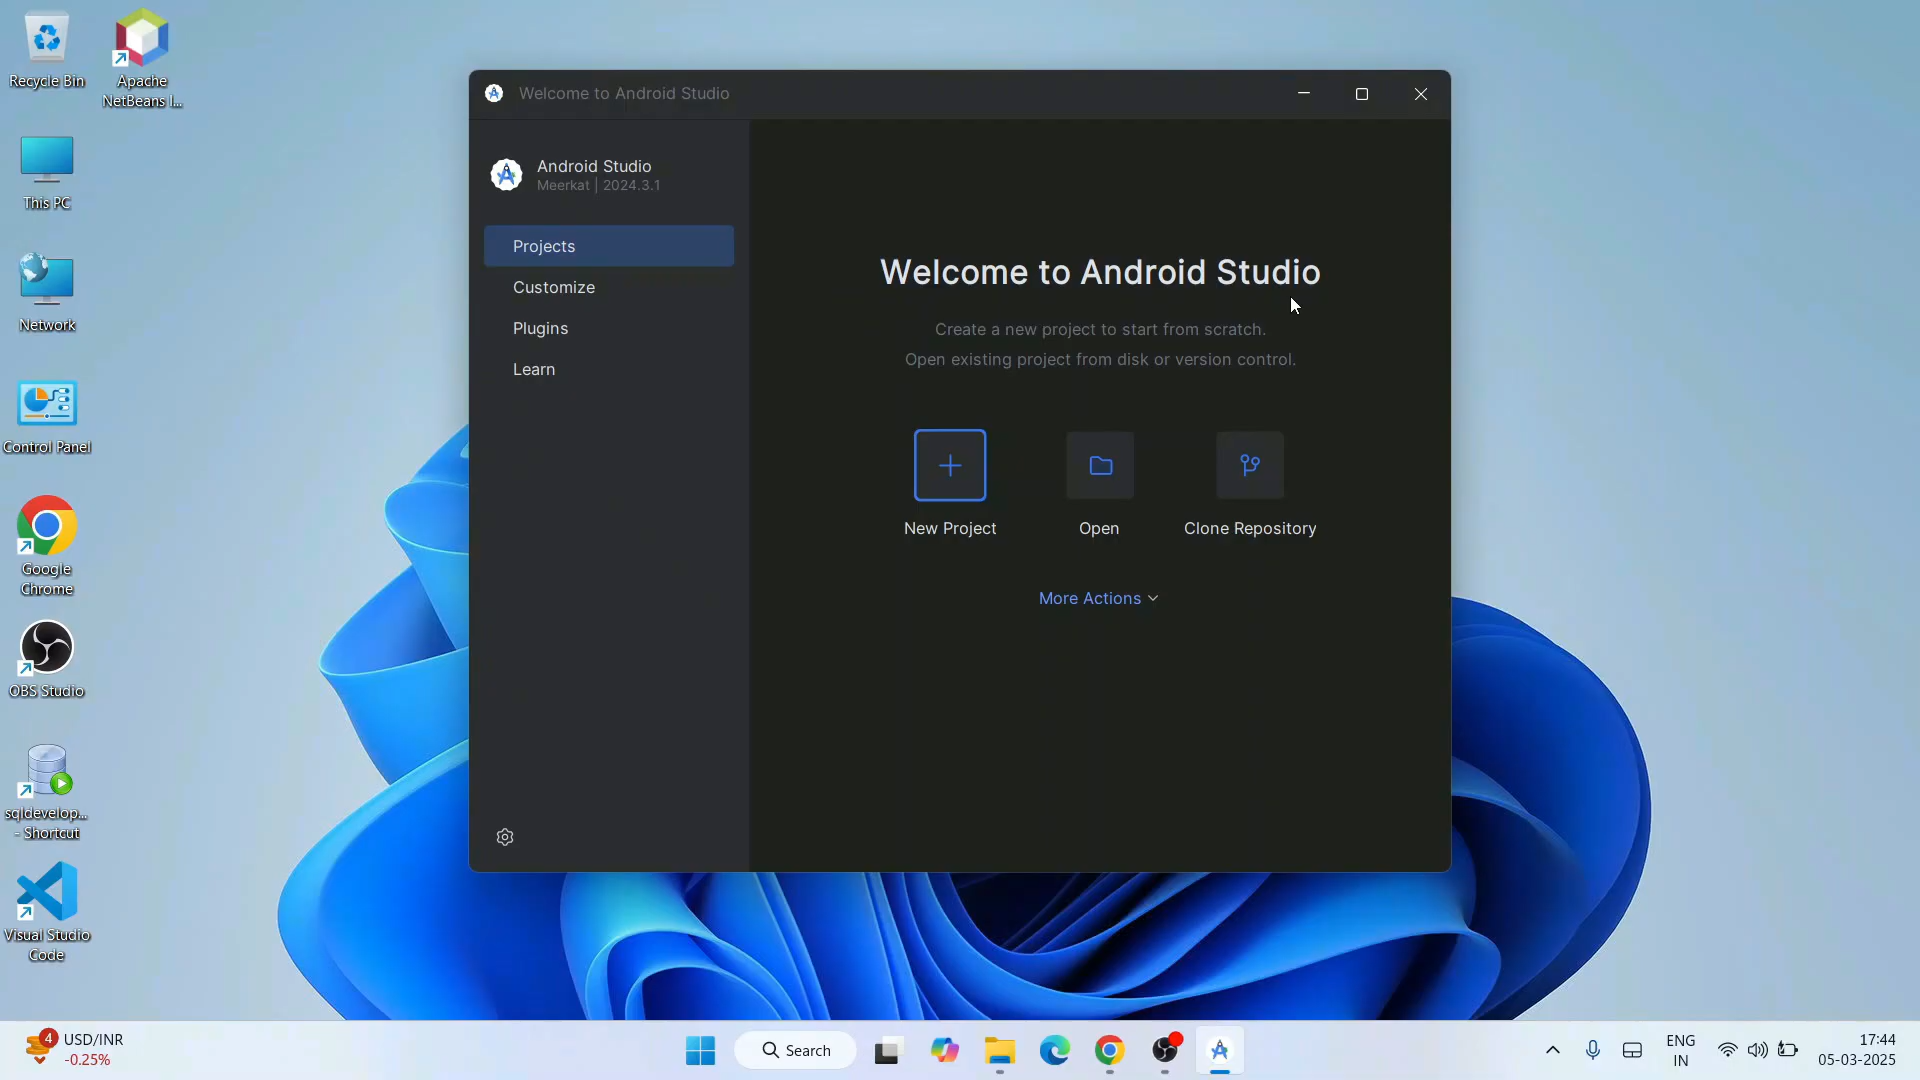 Recycle Bin
Apache
NetBeans I...
This PC
Network
Control Panel
Google
Chrome
OBS Studio
sqldevelop...
- Shortcut
Visual Studio
Code
Welcome to Android Studio
Android Studio
Meerkat | 2024.3.1
Projects
Customize
Plugins
Learn
Welcome to Android Studio
Create a new project to start from scratch.
Open existing project from disk or version control.
New Project
Open
Clone Repository
More Actions
4
USD/INR
-0.25%
Search
ENG
IN
17:44
05-03-2025